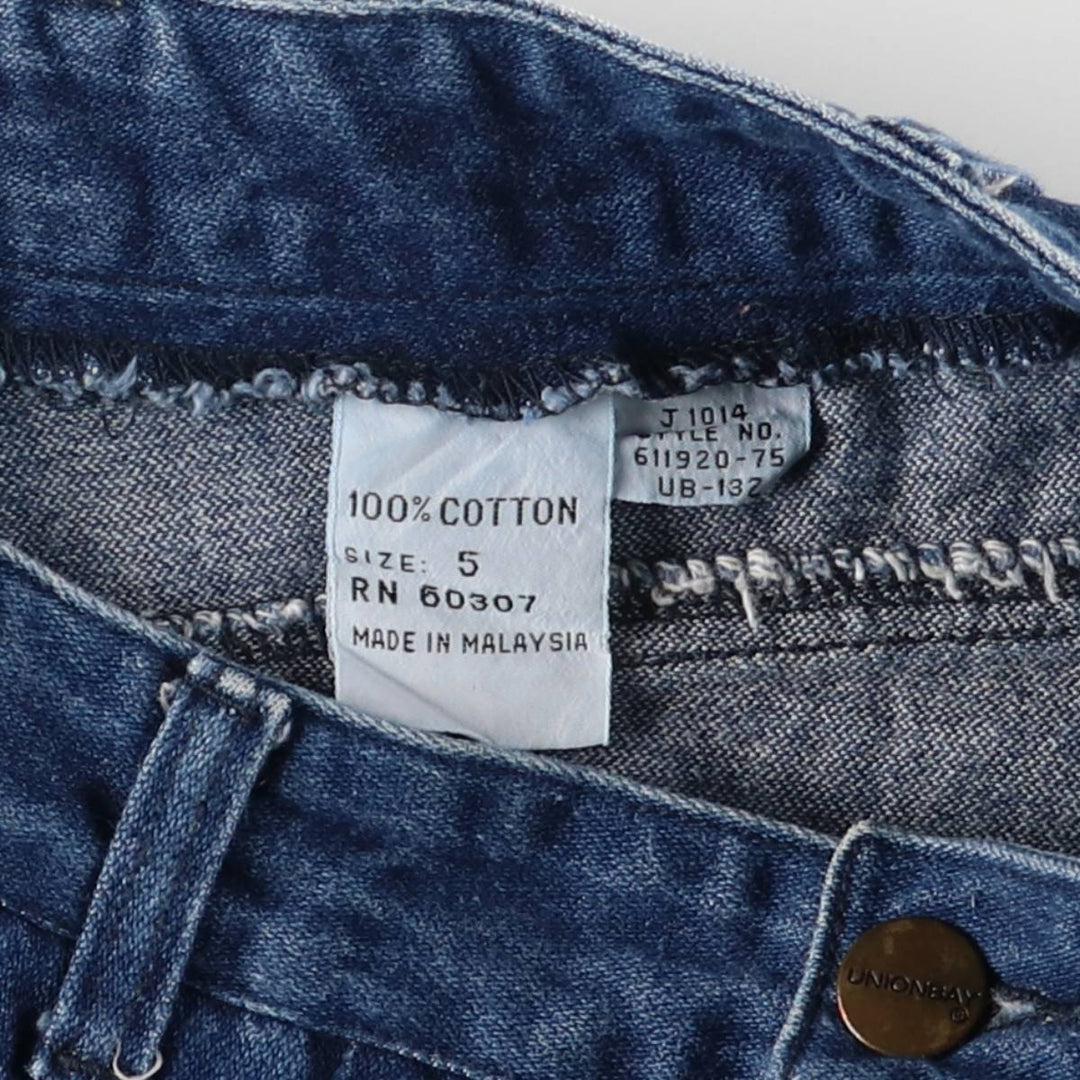 100% COTTON
SIZE: 5
RN 60307
MADE IN MALAYSIA
J 1014
STYLE NO.
611920-75
UB-132
UNIONBAY